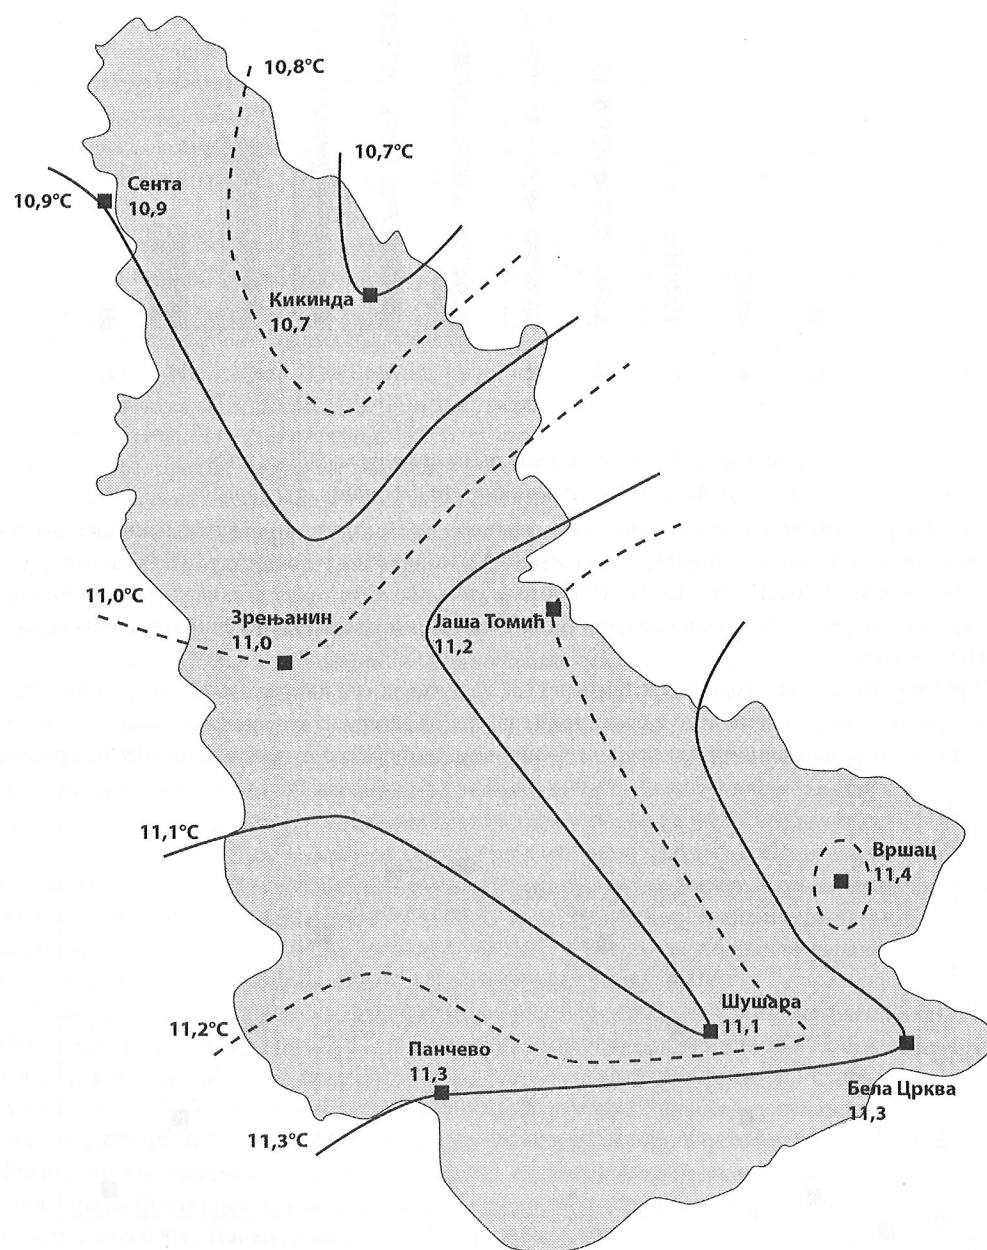 10,8°C
10,7°C
Сента
10,9
10,9°C
Кикинда
10,7
11,0°C
Зрењанин
11,0
Јаша Томић
11,2
11,1°C
Вршац
11,4
Шушара
11,1
11,2°C
Панчево
11,3
Бела Црква
11,3
11,3°C